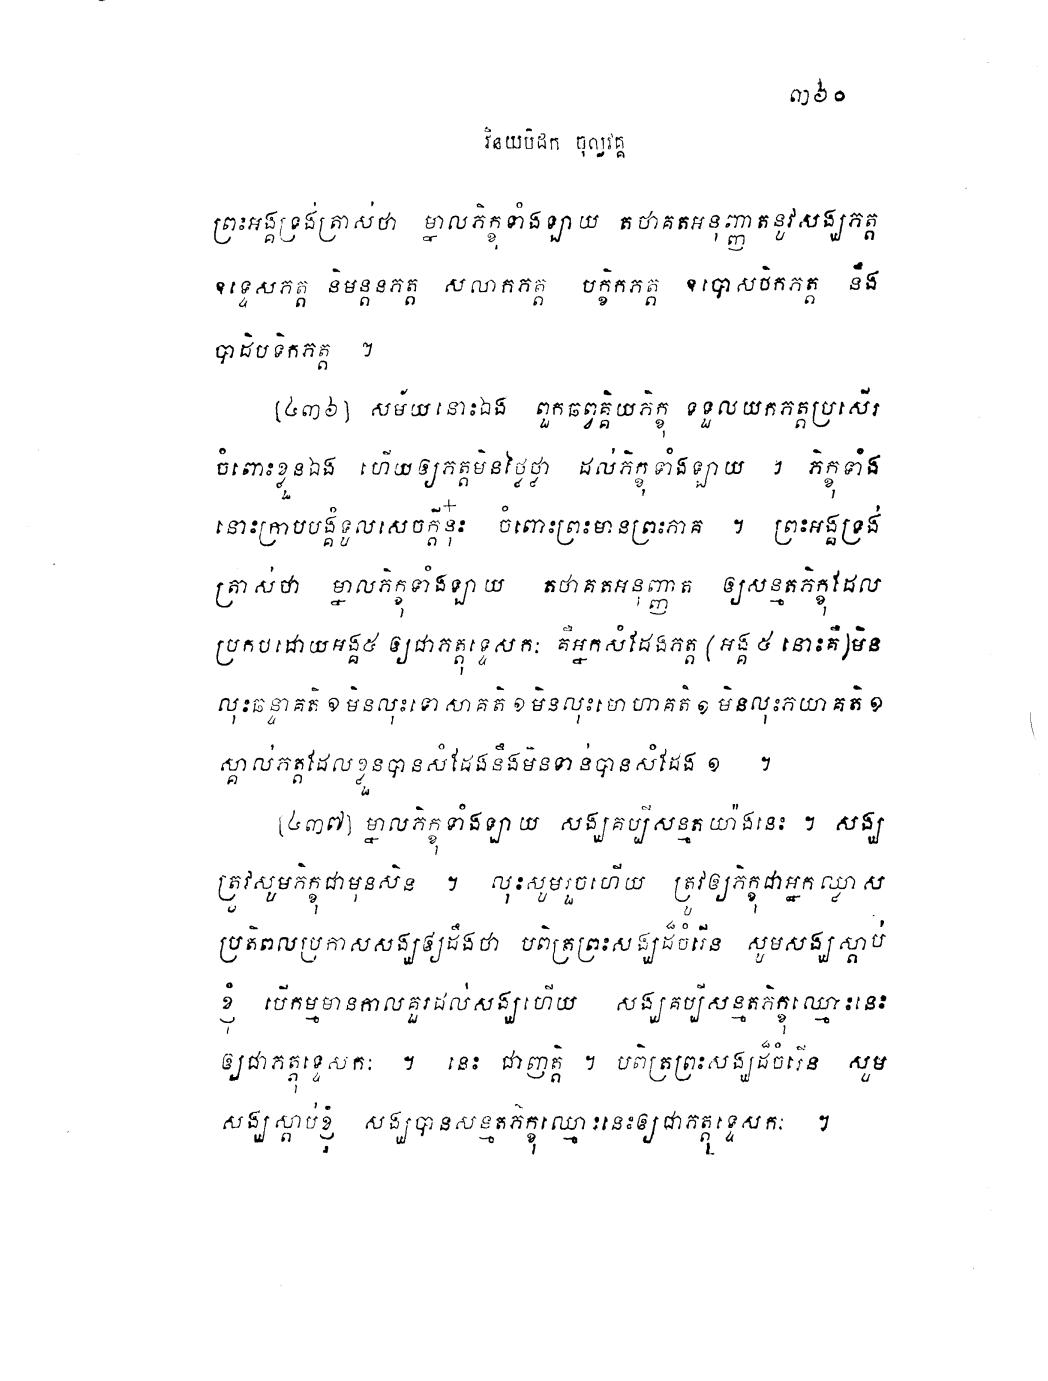 ៣៦០
វិនយបិដក ចុល្លវគ្គ
ព្រះអង្គទ្រង់ត្រាស់ថា ម្នាលភិក្ខុទាំងឡាយ តថាគតអនុញ្ញាតនូវសង្ឃភត្ត
ឧទ្ទេសភត្ត និមន្តនភត្ត សលាកភត្ត បក្ខិកភត្ត ឧបោសថិកភត្ត នឹង
បាដិបទិកភត្ត ។
(៤៣៦) សម័យនោះឯង ពួកឆព្វគ្គិយភិក្ខុ ទទួលយកភត្តប្រសើរ
ចំពោះខ្លួនឯង ហើយឲ្យភត្តមិនថ្លៃថ្លា ដល់ភិក្ខុទាំងឡាយ ។ ភិក្ខុទាំង
នោះក្រាបបង្គំទូលសេចក្តីនុ៎ះ ចំពោះព្រះមានព្រះភាគ ។ ព្រះអង្គទ្រង់
ត្រាស់ថា ម្នាលភិក្ខុទាំងឡាយ តថាគតអនុញ្ញាត ឲ្យសន្មតភិក្ខុដែល
ប្រកបដោយអង្គ៥ ឲ្យជាភត្តុទ្ទេសកៈ គឺអ្នកសំដែងភត្ត (អង្គ ៥ នោះគឺ)មិន
លុះឆន្ទាគតិ ១ មិនលុះទោសាគតិ ១ មិនលុះមោហាគតិ ១ មិនលុះភយាគតិ ១
ស្គាល់ភត្តដែលខ្លួនបានសំដែងនឹងមិនទាន់បានសំដែង ១ ។
(៤៣៧) ម្នាលភិក្ខុទាំងឡាយ សង្ឃគប្បីសន្មតយ៉ាងនេះ ។ សង្ឃ
ត្រូវសូមភិក្ខុជាមុនសិន ។ លុះសូមរួចហើយ ត្រូវឲ្យភិក្ខុជាអ្នកឈ្លាស
ប្រតិពលប្រកាសសង្ឃឲ្យដឹងថា បពិត្រព្រះសង្ឃដ៏ចំរើន សូមសង្ឃស្តាប់
ខ្ញុំ បើកម្មមានកាលគួរដល់សង្ឃហើយ សង្ឃគប្បីសន្មតភិក្ខុឈ្មោះនេះ
ឲ្យជាភត្តុទ្ទេសកៈ ។ នេះ ជាញត្តិ ។ បពិត្រព្រះសង្ឃដ៏ចំរើន សូម
សង្ឃស្តាប់ខ្ញុំ សង្ឃបានសន្មតភិក្ខុឈ្មោះនេះឲ្យជាភត្តុទ្ទេសកៈ ។